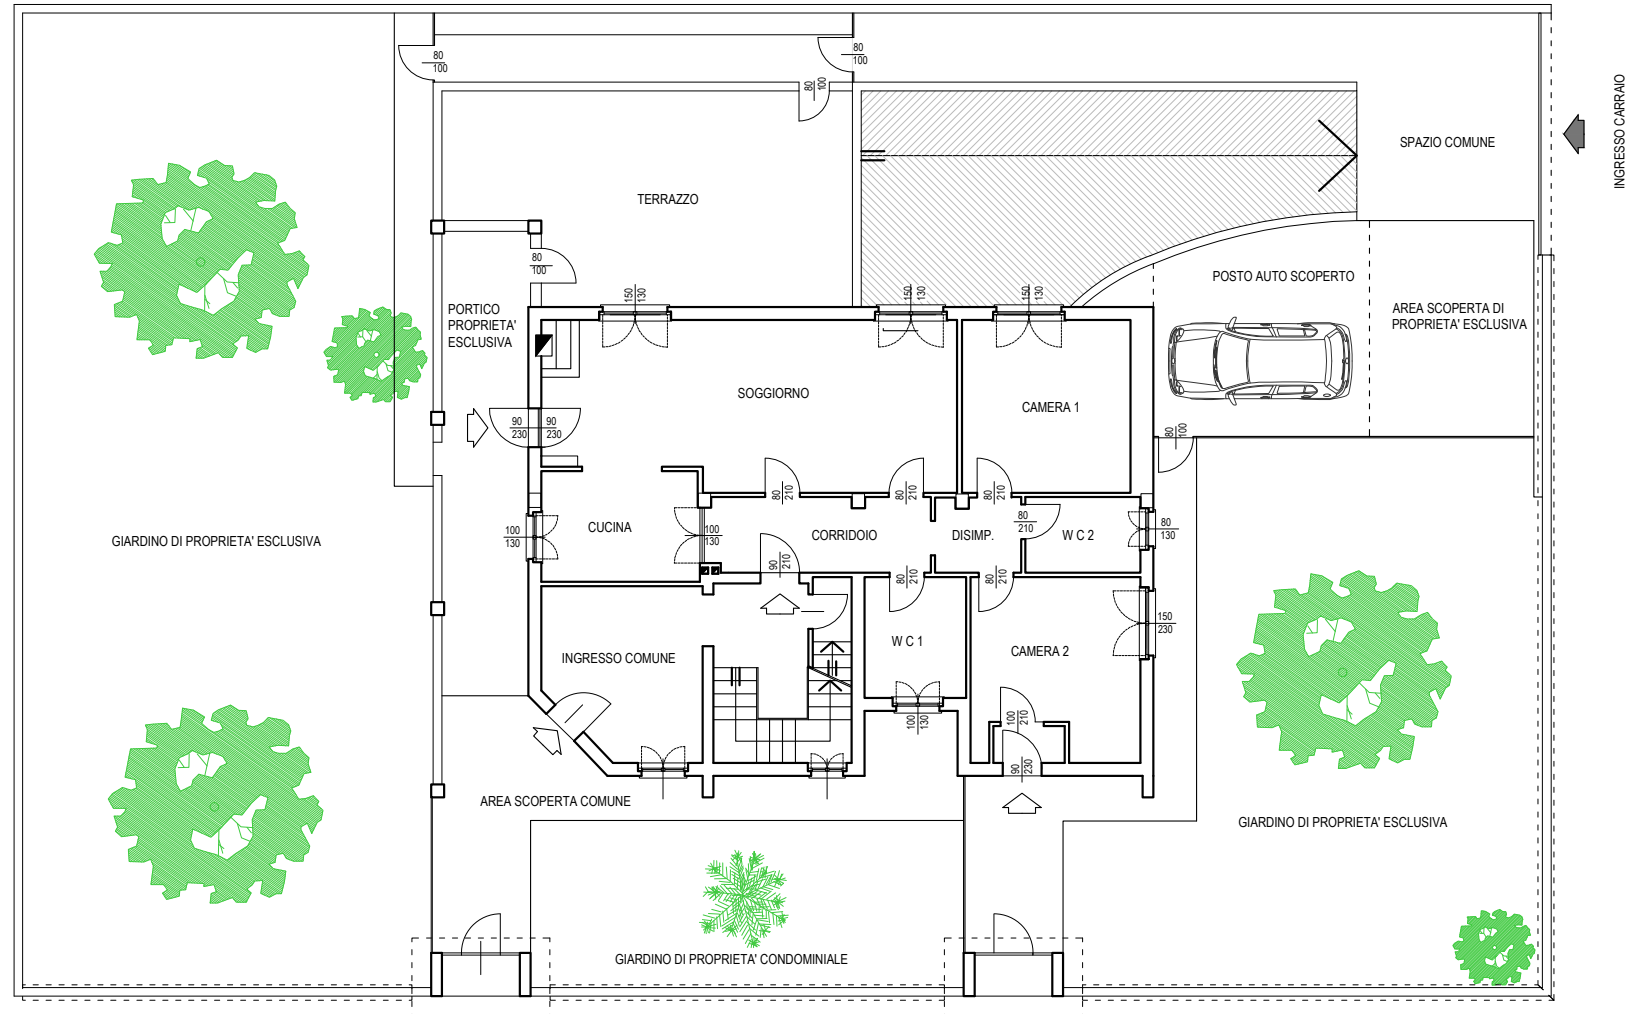 80
100
80
100
80
100
INGRESSO CARRAIO
SPAZIO COMUNE
TERRAZZO
80
100
PORTICO
PROPRIETA'
ESCLUSIVA
150
130
150
130
150
130
POSTO AUTO SCOPERTO
AREA SCOPERTA DI
PROPRIETA' ESCLUSIVA
SOGGIORNO
CAMERA 1
90
230
90
230
80
100
80
210
80
210
80
210
80
210
100
130
CUCINA
100
130
CORRIDOIO
DISIMP.
W C 2
80
130
GIARDINO DI PROPRIETA' ESCLUSIVA
90
210
80
210
80
210
150
230
W C 1
CAMERA 2
INGRESSO COMUNE
100
130
100
210
90
230
AREA SCOPERTA COMUNE
GIARDINO DI PROPRIETA' ESCLUSIVA
GIARDINO DI PROPRIETA' CONDOMINIALE